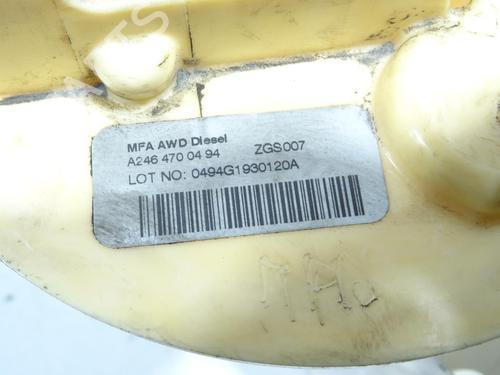 MFA AWD Diesel
A246 470 04 94 ZGS007
LOT NO: 0494G1930120A